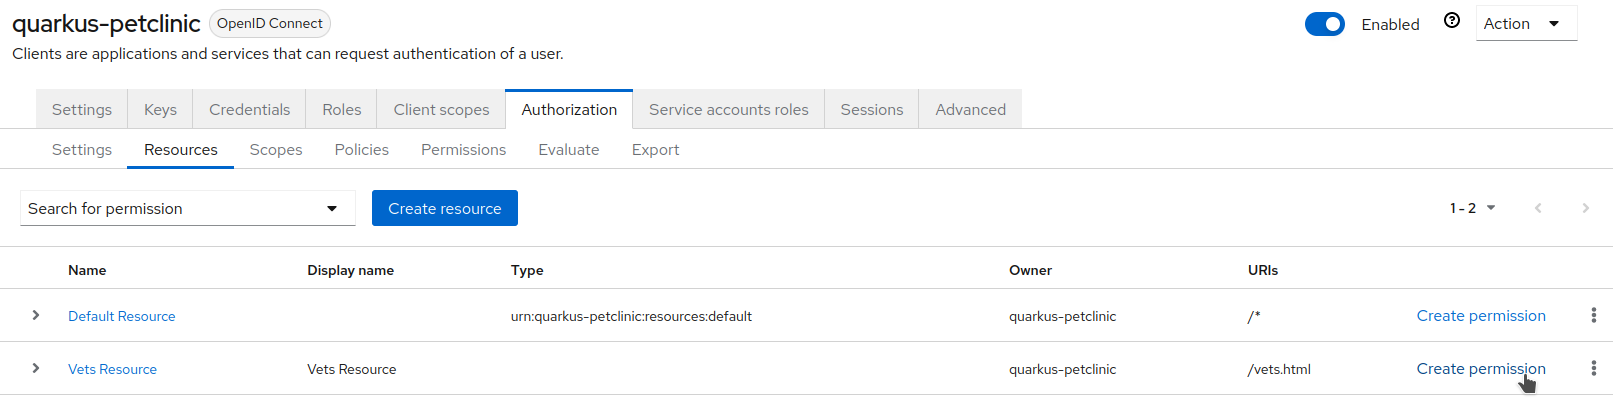 quarkus-petclinic OpenID Connect Enabled Action
Clients are applications and services that can request authentication of a user.
Settings Keys Credentials Roles Client scopes Authorization Service accounts roles Sessions Advanced
Settings Resources Scopes Policies Permissions Evaluate Export
Search for permission Create resource 1 - 2
Name Display name Type Owner URIs
Default Resource urn:quarkus-petclinic:resources:default quarkus-petclinic /* Create permission
Vets Resource Vets Resource quarkus-petclinic /vets.html Create permission